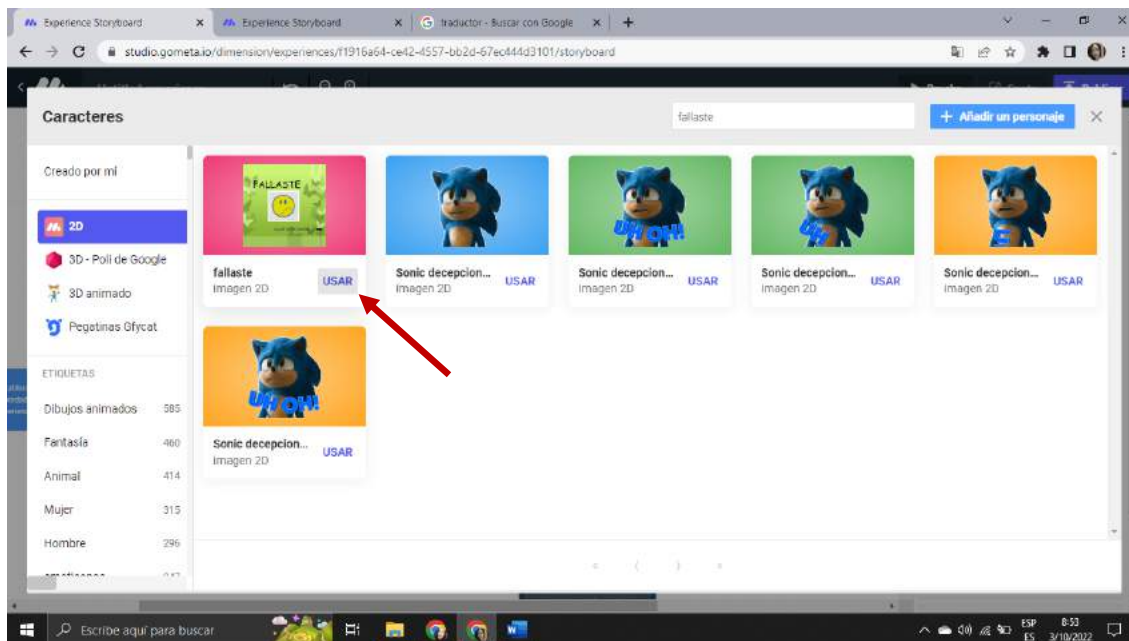 Experience Storyboard
Experience Storyboard
traductor - Buscar con Google
studio.gometa.io/dimension/experiences/f1916a64-ce42-4557-bb2d-67ec444d3101/storyboard
Caracteres
fallaste
+ Añadir un personaje
Creado por mí
2D
3D - Poli de Google
3D animado
Pegatinas Gfycat
ETIQUETAS
Dibujos animados 585
Fantasía 460
Animal 414
Mujer 315
Hombre 296
FALLASTE
fallaste
imagen 2D
USAR
Sonic decepcion...
imagen 2D
USAR
UH OH!
Sonic decepcion...
imagen 2D
USAR
UH
Sonic decepcion...
imagen 2D
USAR
E
Sonic decepcion...
imagen 2D
USAR
UH OH!
Sonic decepcion...
imagen 2D
USAR
Escribe aquí para buscar
ESP
ES
8:53
3/10/2022